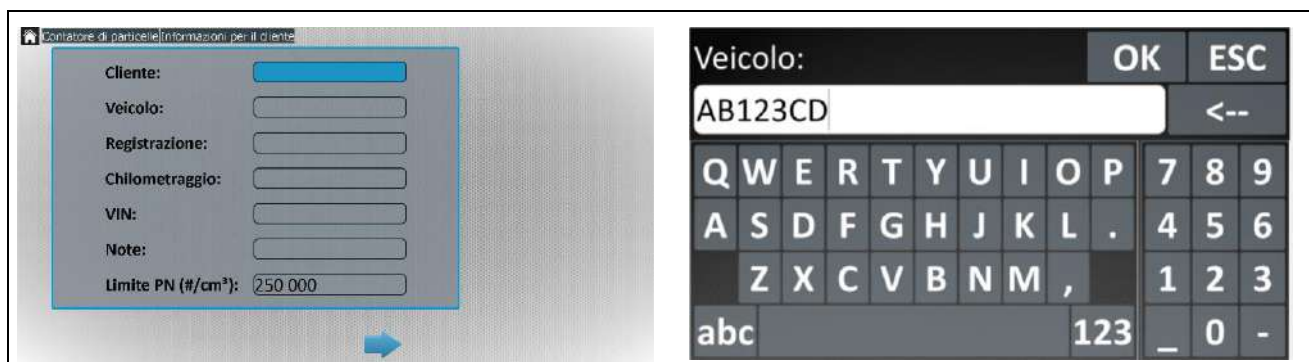 Contatore di particelle Informazioni per il cliente
Cliente:
Veicolo:
Registrazione:
Chilometraggio:
VIN:
Note:
Limite PN (#/cm³): 250 000
Veicolo: OK ESC
AB123CD <--
Q W E R T Y U I O P 7 8 9
A S D F G H J K L . 4 5 6
Z X C V B N M , 1 2 3
abc 123 _ 0 -